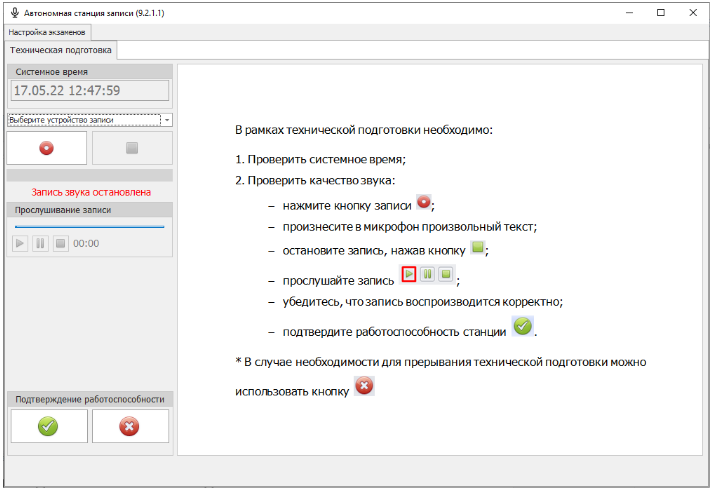 Автономная станция записи (9.2.1.1)
Настройка экзаменов
Техническая подготовка
Системное время
17.05.22 12:47:59
Выберите устройство записи
Запись звука остановлена
Прослушивание записи
00:00
Подтверждение работоспособности
В рамках технической подготовки необходимо:
1. Проверить системное время;
2. Проверить качество звука:
– нажмите кнопку записи ;
– произнесите в микрофон произвольный текст;
– остановите запись, нажав кнопку ;
– прослушайте запись ;
– убедитесь, что запись воспроизводится корректно;
– подтвердите работоспособность станции .
* В случае необходимости для прерывания технической подготовки можно
использовать кнопку